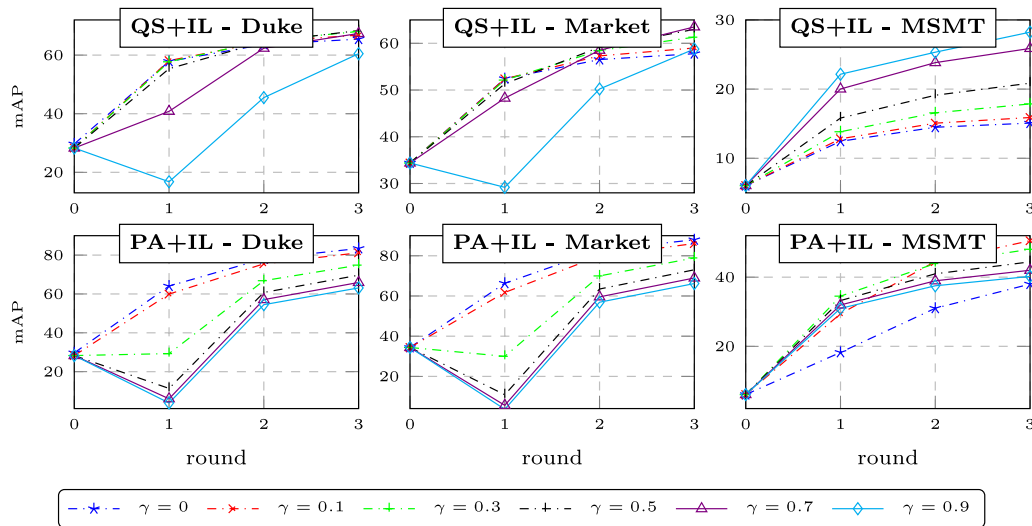 QS+IL - Duke
QS+IL - Market
QS+IL - MSMT
mAP
60
40
20
0 1 2 3
60
50
40
30
0 1 2 3
30
20
10
0 1 2 3
PA+IL - Duke
PA+IL - Market
PA+IL - MSMT
mAP
80
60
40
20
0 1 2 3
round
80
60
40
20
0 1 2 3
round
40
20
0 1 2 3
round
γ = 0 γ = 0.1 γ = 0.3 γ = 0.5 γ = 0.7 γ = 0.9